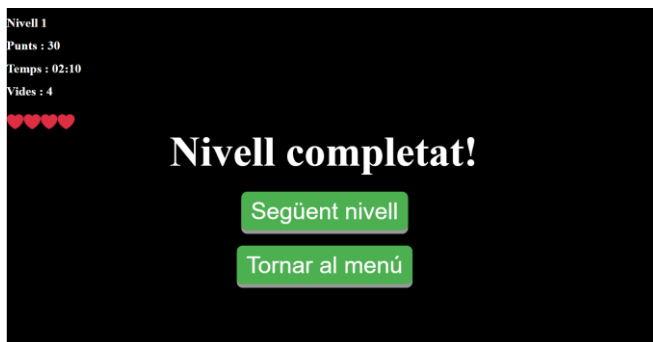 Nivell 1
Punts : 30
Temps : 02:10
Vides : 4
Nivell completat!
Següent nivell
Tornar al menú